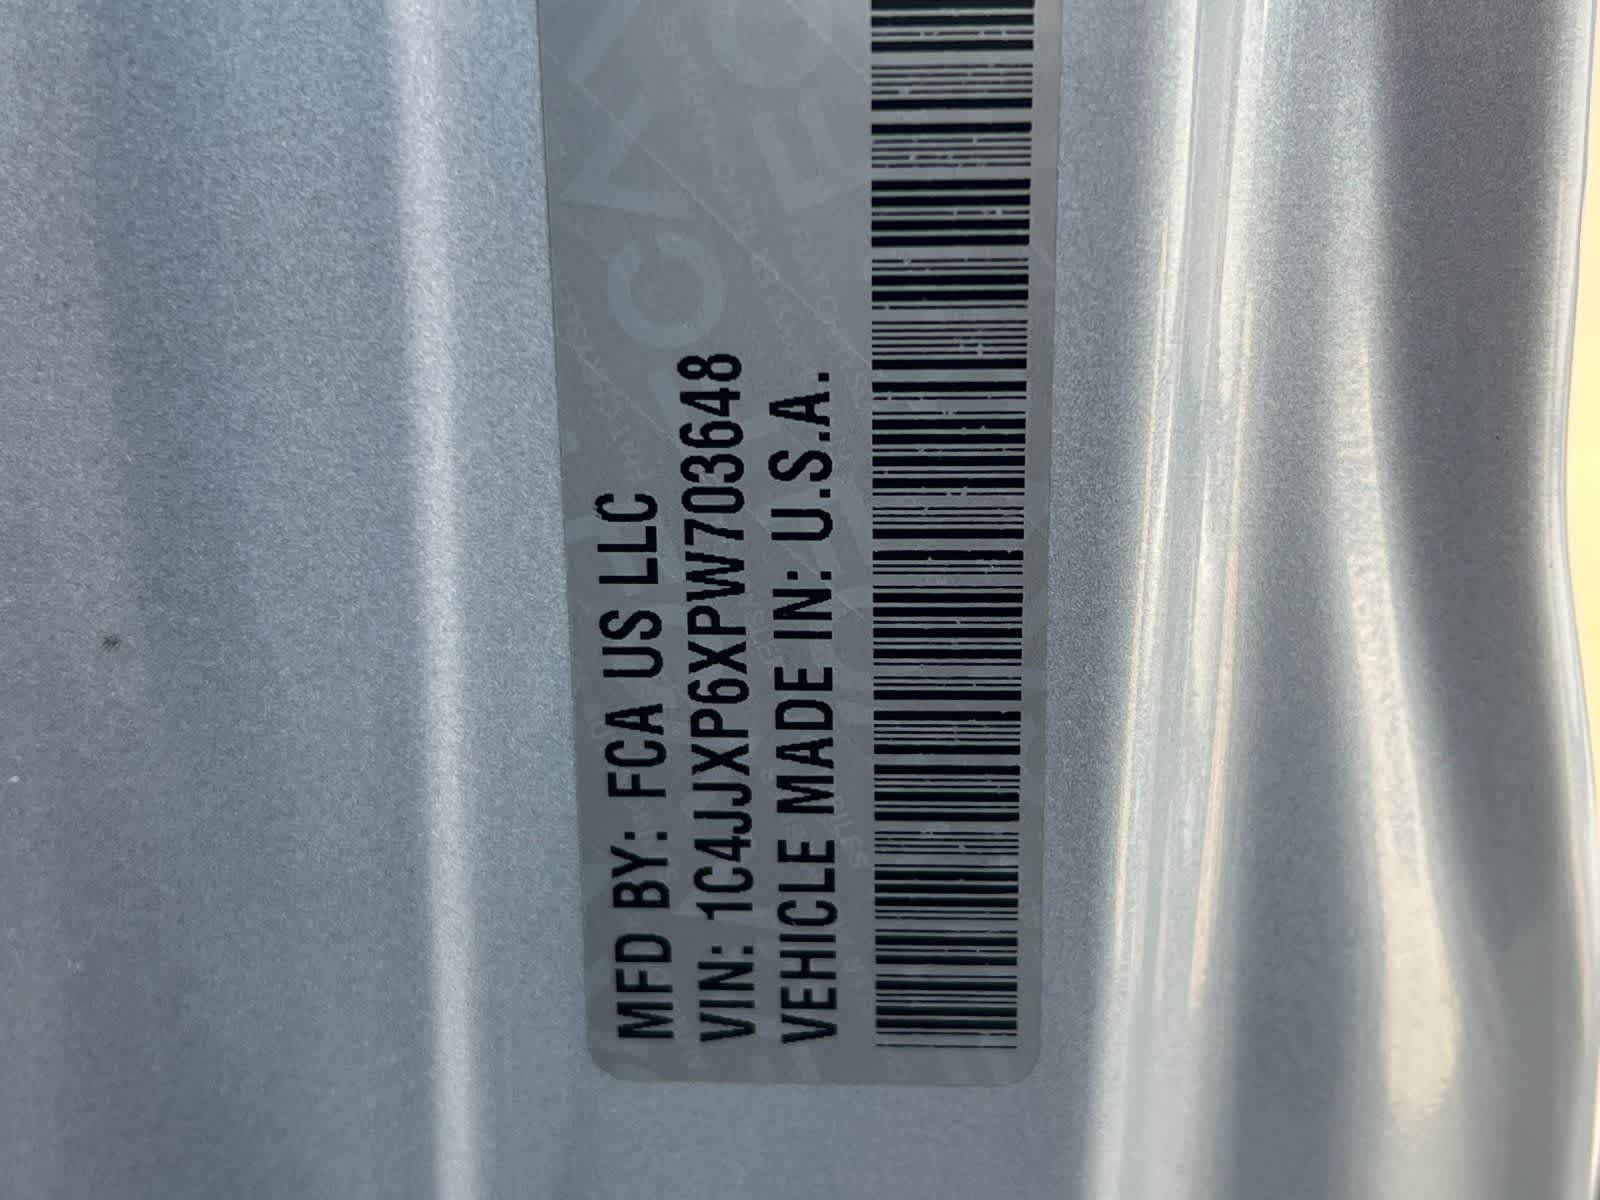 MFD BY: FCA US LLC
VIN: 1C4JJXP6XPW703648
VEHICLE MADE IN: U.S.A.